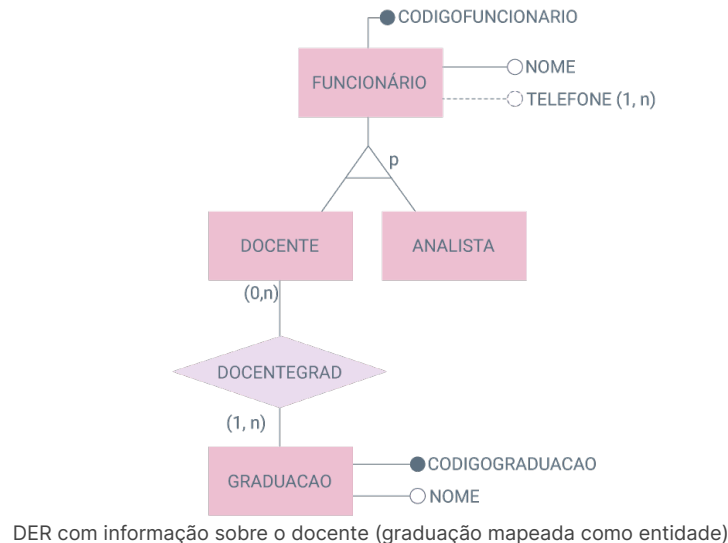 CODIGOFUNCIONARIO
FUNCIONÁRIO
NOME
TELEFONE (1, n)
p
DOCENTE
ANALISTA
(0,n)
DOCENTEGRAD
(1, n)
GRADUACAO
CODIGOGRADUACAO
NOME
DER com informação sobre o docente (graduação mapeada como entidade)